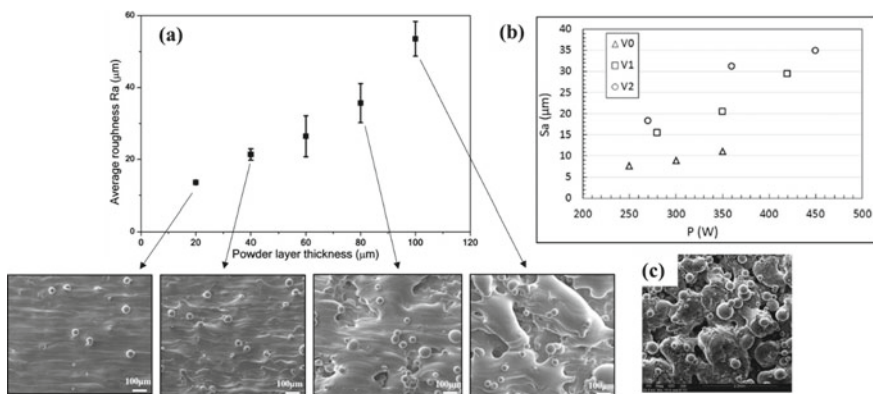 (a)
Average roughness Ra (μm)
60
40
20
0
0 20 40 60 80 100 120
Powder layer thickness (μm)
(b)
Sa (μm)
40
35
30
25
20
15
10
5
0
V0
V1
V2
200 250 300 350 400 450 500
P (W)
(c)
100μm
100μm
100μm
100μm